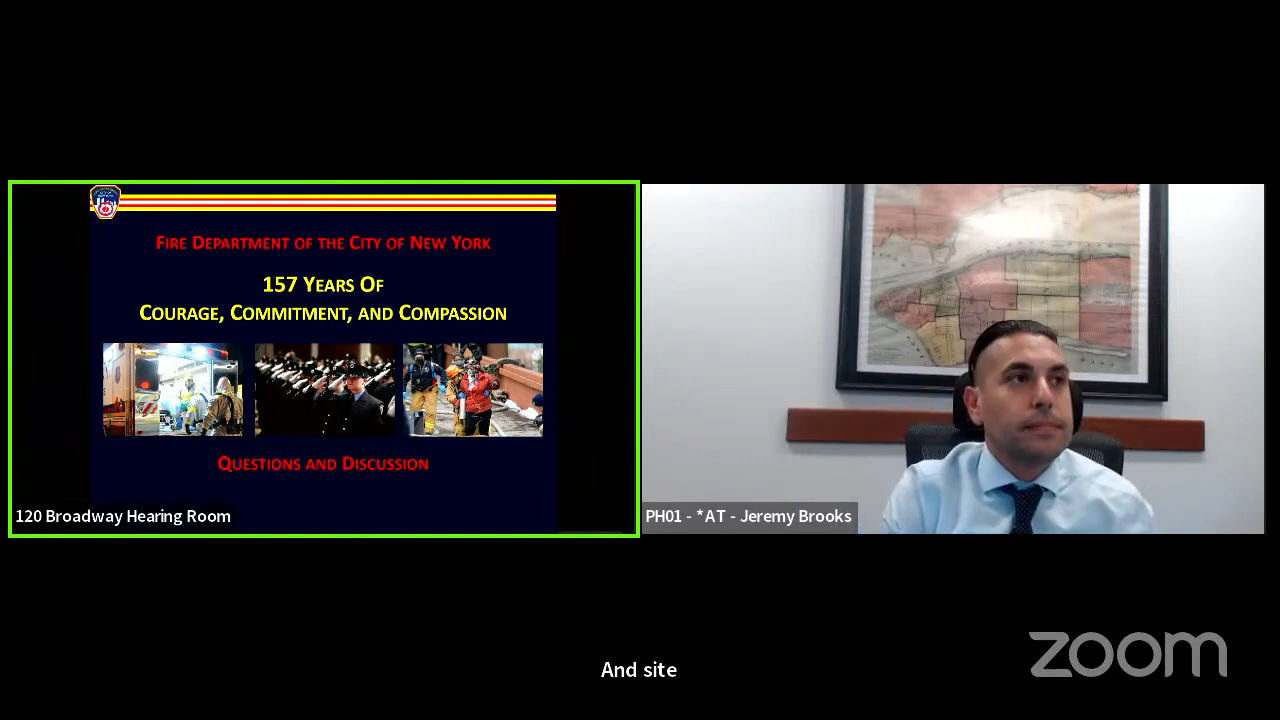 FIRE DEPARTMENT OF THE CITY OF NEW YORK
157 YEARS OF
COURAGE, COMMITMENT, AND COMPASSION
QUESTIONS AND DISCUSSION
120 Broadway Hearing Room
PH01 - *AT - Jeremy Brooks
And site
zoom